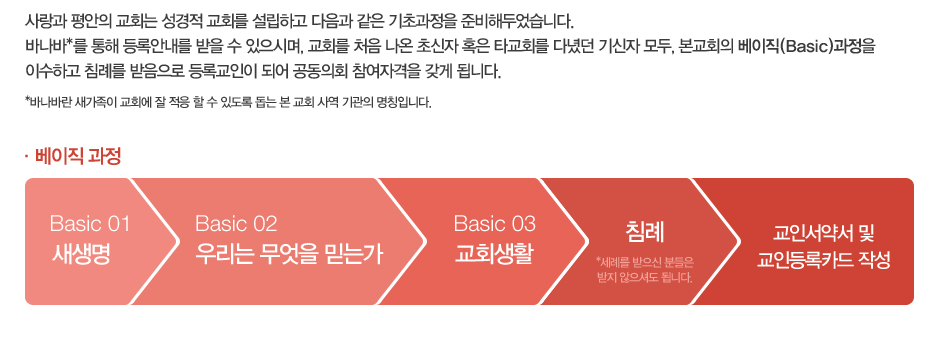 사랑과 평안의 교회는 성경적 교회를 설립하고 다음과 같은 기초과정을 준비해두었습니다.
바나바*를 통해 등록안내를 받을 수 있으시며, 교회를 처음 나온 초신자 혹은 타교회를 다녔던 기신자 모두, 본교회의 베이직(Basic)과정을
이수하고 침례를 받음으로 등록교인이 되어 공동의회 참여자격을 갖게 됩니다.
*바나바란 새가족이 교회에 잘 적응 할 수 있도록 돕는 본 교회 사역 기관의 명칭입니다.
· 베이직 과정
Basic 01
새생명
Basic 02
우리는 무엇을 믿는가
Basic 03
교회생활
침례
*세례를 받으신 분들은
받지 않으셔도 됩니다.
교인서약서 및
교인등록카드 작성